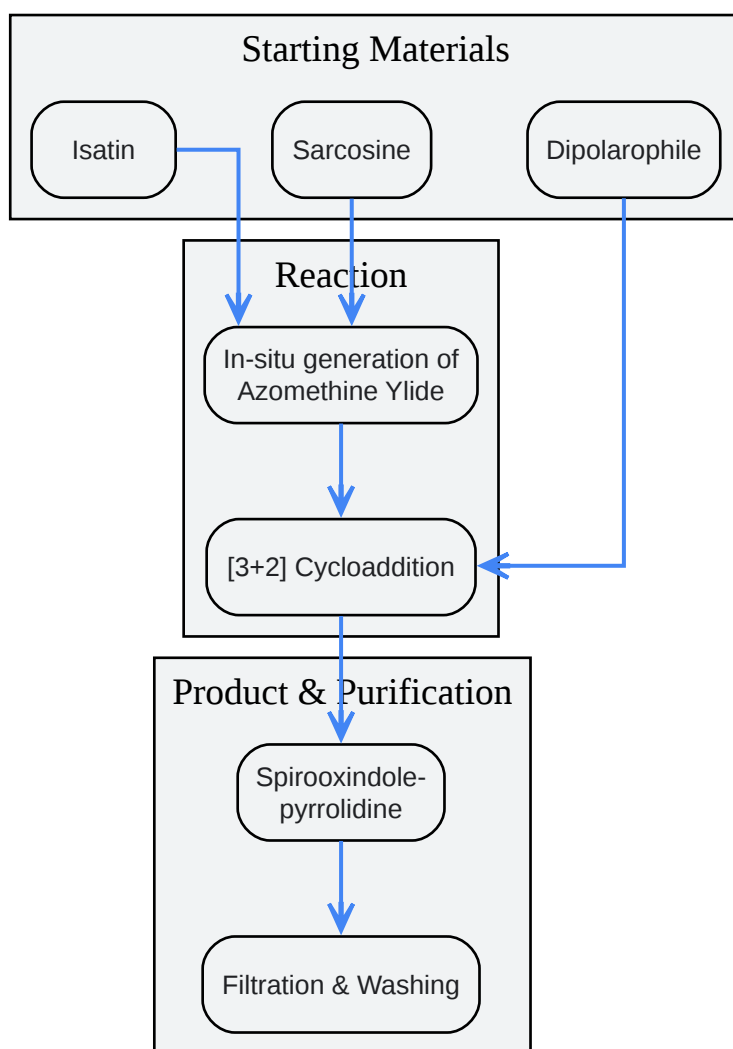 Starting Materials
Isatin
Sarcosine
Dipolarophile
Reaction
In-situ generation of
Azomethine Ylide
[3+2] Cycloaddition
Product & Purification
Spirooxindole-
pyrrolidine
Filtration & Washing